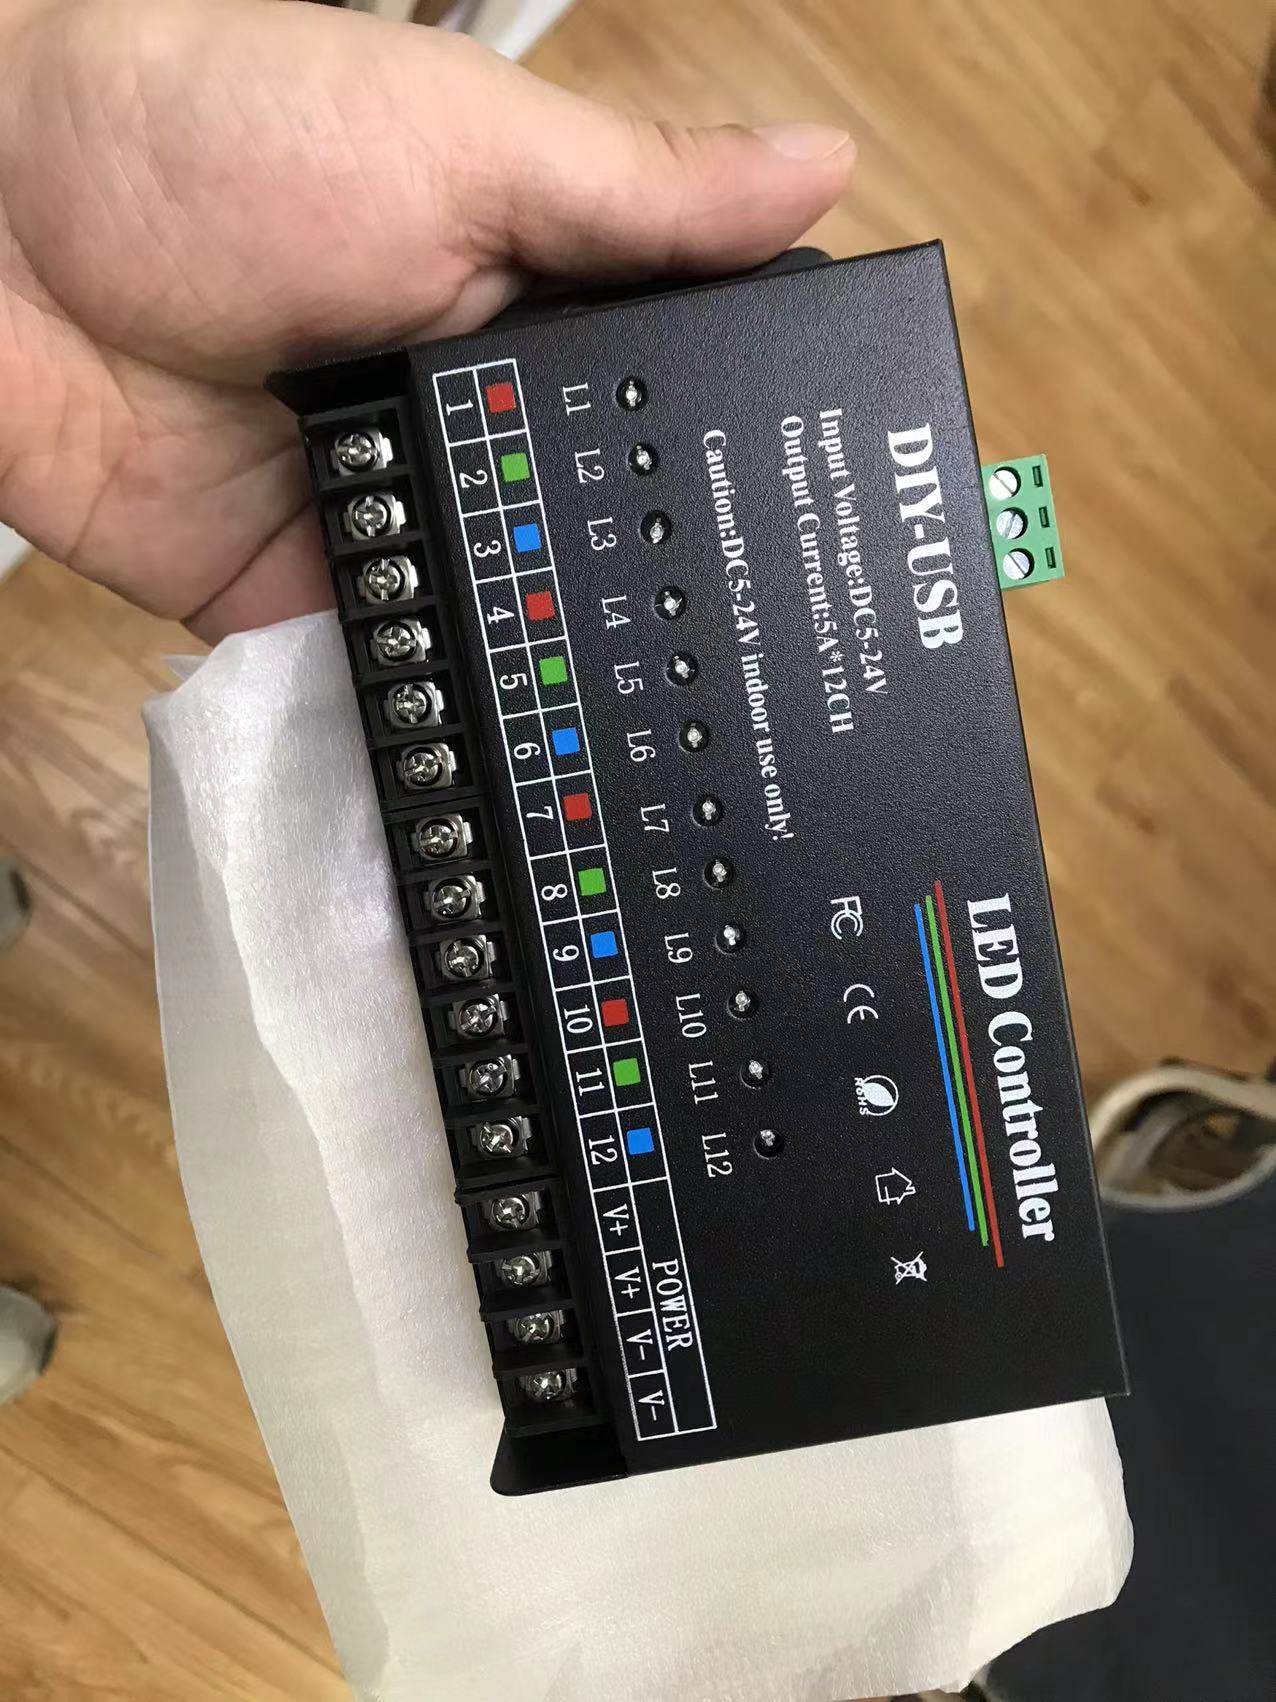 DIY-USB
LED Controller
Input Voltage:DC5-24V
Output Current:5A*12CH
FC CE RoHS
Caution:DC5-24V indoor use only!
L1 L2 L3 L4 L5 L6 L7 L8 L9 L10 L11 L12
POWER
1 2 3 4 5 6 7 8 9 10 11 12 V+ V+ V- V-